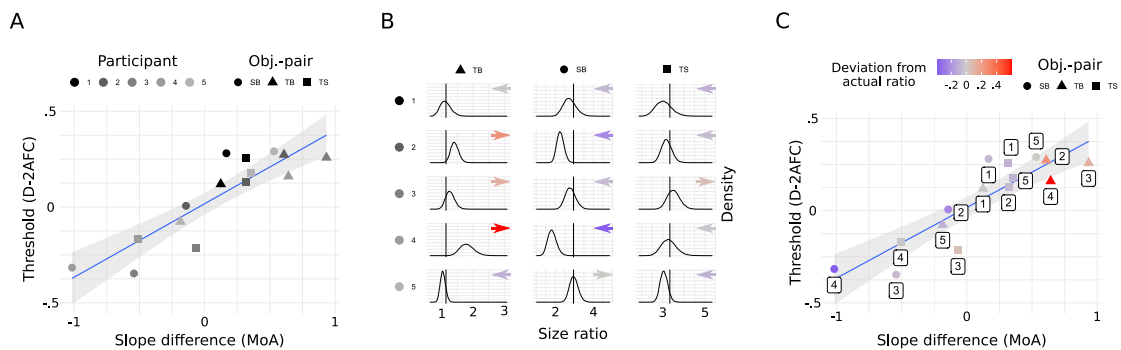 A
Participant
Obj.-pair
1 2 3 4 5
SB TB TS
Threshold (D-2AFC)
.5
0
-.5
-1 0 1
Slope difference (MoA)
B
TB SB TS
1
2
3
4
5
Density
1 2 3 2 4 3 5
Size ratio
C
Deviation from
actual ratio
-.2 0 .2 .4
Obj.-pair
SB TB TS
Threshold (D-2AFC)
.5
0
-.5
1 5 2
1 5 4 3
2 1 2
5
4 3
4 3
-1 0 1
Slope difference (MoA)